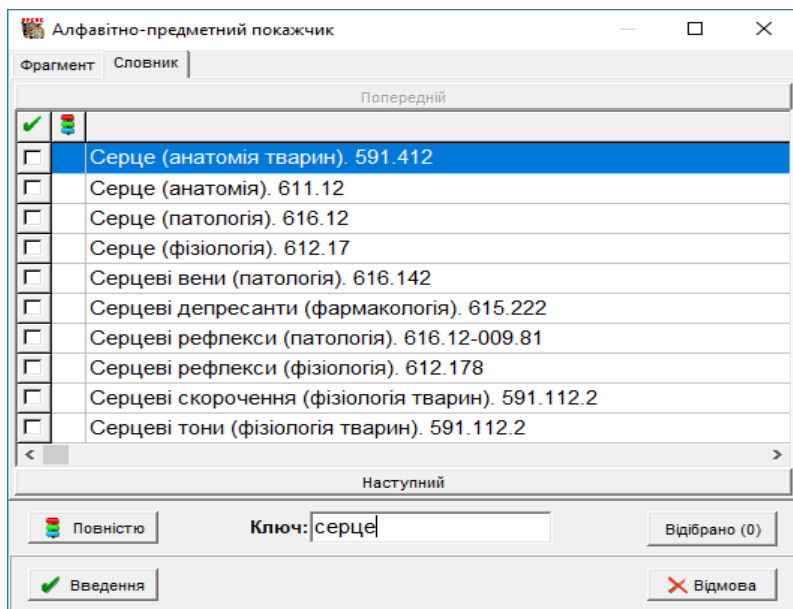 Алфавітно-предметний покажчик
Фрагмент Словник
Попередній
Серце (анатомія тварин). 591.412
Серце (анатомія). 611.12
Серце (патологія). 616.12
Серце (фізіологія). 612.17
Серцеві вени (патологія). 616.142
Серцеві депресанти (фармакологія). 615.222
Серцеві рефлекси (патологія). 616.12-009.81
Серцеві рефлекси (фізіологія). 612.178
Серцеві скорочення (фізіологія тварин). 591.112.2
Серцеві тони (фізіологія тварин). 591.112.2
Наступний
Повністю Ключ: серце Відібрано (0)
Введення Відмова